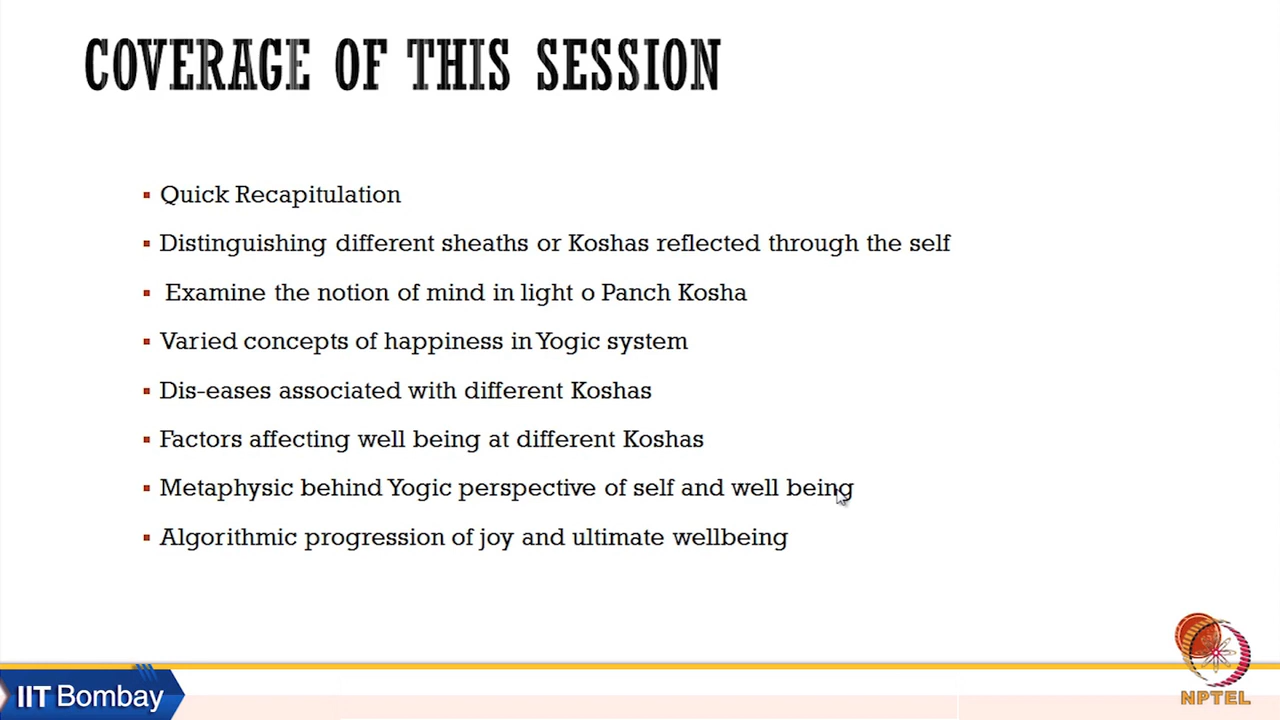 COVERAGE OF THIS SESSION
Quick Recapitulation
Distinguishing different sheaths or Koshas reflected through the self
Examine the notion of mind in light o Panch Kosha
Varied concepts of happiness in Yogic system
Dis-eases associated with different Koshas
Factors affecting well being at different Koshas
Metaphysic behind Yogic perspective of self and well being
Algorithmic progression of joy and ultimate wellbeing
IIT Bombay
NPTEL